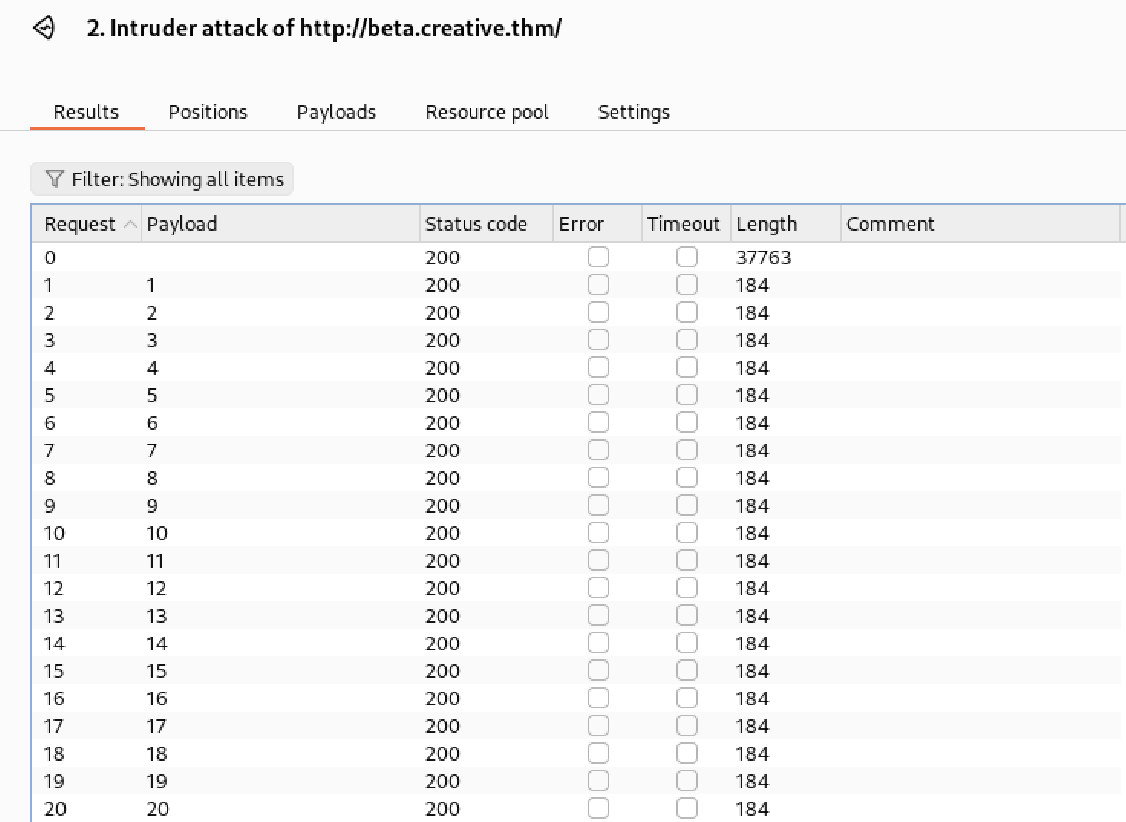 2. Intruder attack of http://beta.creative.thm/
Results Positions Payloads Resource pool Settings
Filter: Showing all items
Request Payload Status code Error Timeout Length Comment
0 200 37763
1 1 200 184
2 2 200 184
3 3 200 184
4 4 200 184
5 5 200 184
6 6 200 184
7 7 200 184
8 8 200 184
9 9 200 184
10 10 200 184
11 11 200 184
12 12 200 184
13 13 200 184
14 14 200 184
15 15 200 184
16 16 200 184
17 17 200 184
18 18 200 184
19 19 200 184
20 20 200 184